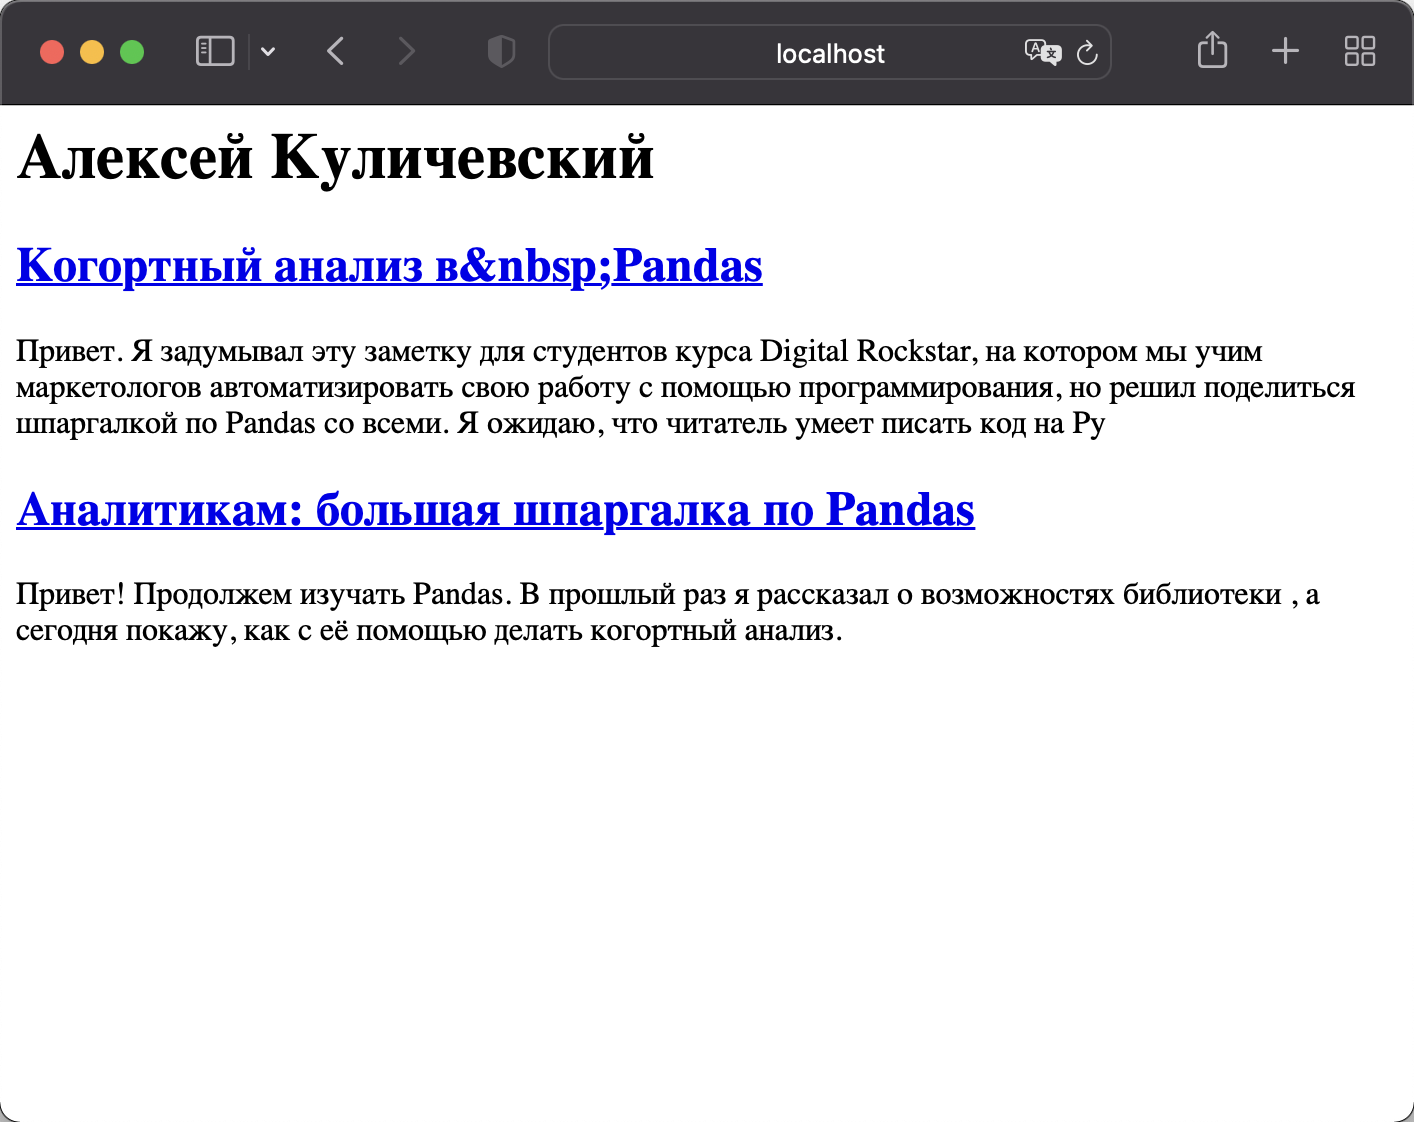 localhost
Алексей Куличевский
Когортный анализ в&nbsp;Pandas
Привет. Я задумывал эту заметку для студентов курса Digital Rockstar, на котором мы учим
маркетологов автоматизировать свою работу с помощью программирования, но решил поделиться
шпаргалкой по Pandas со всеми. Я ожидаю, что читатель умеет писать код на Py
Аналитикам: большая шпаргалка по Pandas
Привет! Продолжем изучать Pandas. В прошлый раз я рассказал о возможностях библиотеки , а
сегодня покажу, как с её помощью делать когортный анализ.